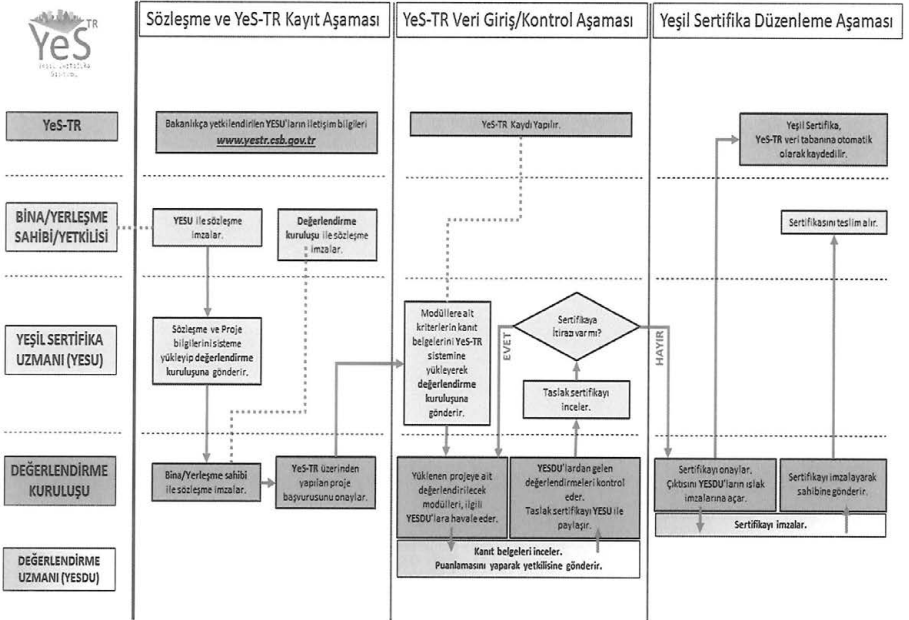 YeS TR
Yeşil Sertifika
Sistemi
Sözleşme ve YeS-TR Kayıt Aşaması
YeS-TR Veri Giriş/Kontrol Aşaması
Yeşil Sertifika Düzenleme Aşaması
YeS-TR
Bakanlıkça yetkilendirilen YESU'ların iletişim bilgileri
www.yestr.csb.gov.tr
YeS-TR Kaydı Yapılır.
Yeşil Sertifika,
YeS-TR veri tabanına otomatik
olarak kaydedilir.
BİNA/YERLEŞME
SAHİBİ/YETKİLİSİ
YESU ile sözleşme
imzalar.
Değerlendirme
kuruluşu ile sözleşme
imzalar.
Sertifikasını teslim alır.
YEŞİL SERTİFİKA
UZMANI (YESU)
Sözleşme ve Proje
bilgilerini sisteme
yükleyip değerlendirme
kuruluşuna gönderir.
Modüllere ait
kriterlerin kanıt
belgelerini YeS-TR
sistemine
yükleyerek
değerlendirme
kuruluşuna
gönderir.
Sertifikaya
İtirazı var mı?
EVET
HAYIR
Taslak sertifikayı
inceler.
DEĞERLENDİRME
KURULUŞU
Bina/Yerleşme sahibi
ile sözleşme imzalar.
YeS-TR üzerinden
yapılan proje
başvurusunu onaylar.
Yüklenen projeye ait
değerlendirilecek
modülleri, ilgili
YESDU'lara havale eder.
YESDU'lardan gelen
değerlendirmeleri kontrol
eder.
Taslak sertifikayı YESU ile
paylaşır.
Sertifikayı onaylar.
Çıktısını YESDU'ların ıslak
imzalarına açar.
Sertifikayı imzalayarak
sahibine gönderir.
Sertifikayı imzalar.
DEĞERLENDİRME
UZMANI (YESDU)
Kanıt belgeleri inceler.
Puanlamasını yaparak yetkilisine gönderir.